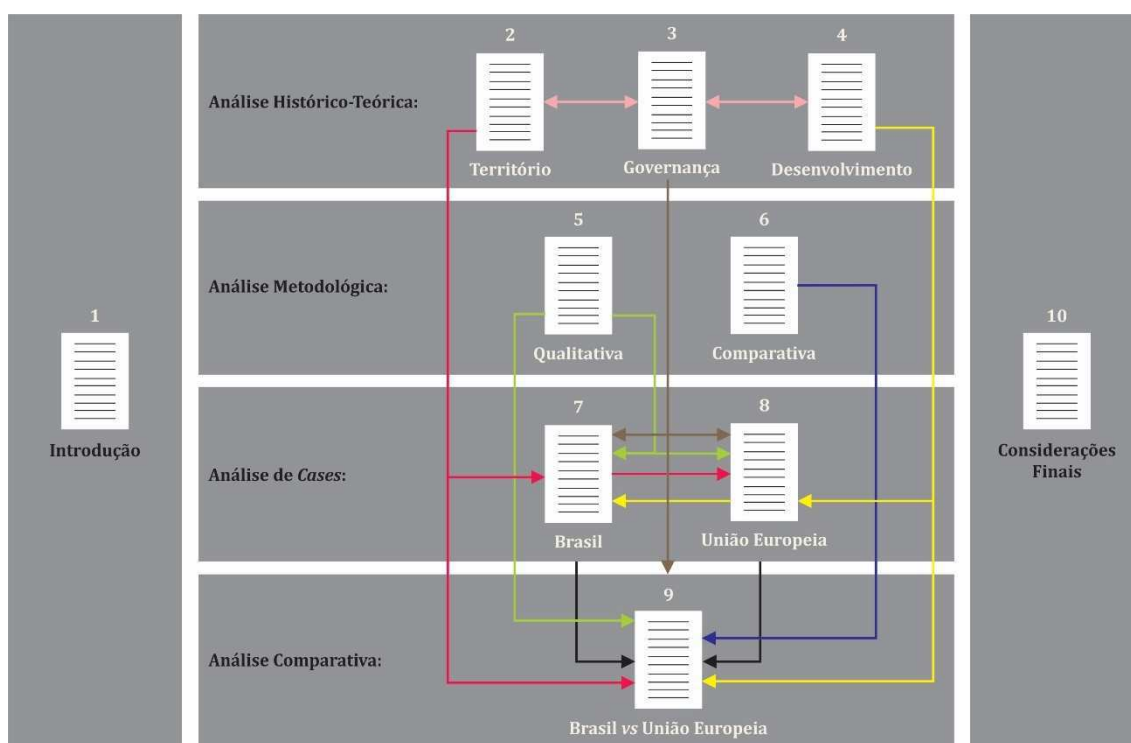 1
Introdução
Análise Histórico-Teórica:
2
Território
3
Governança
4
Desenvolvimento
Análise Metodológica:
5
Qualitativa
6
Comparativa
Análise de Cases:
7
Brasil
8
União Europeia
Análise Comparativa:
9
Brasil vs União Europeia
10
Considerações
Finais